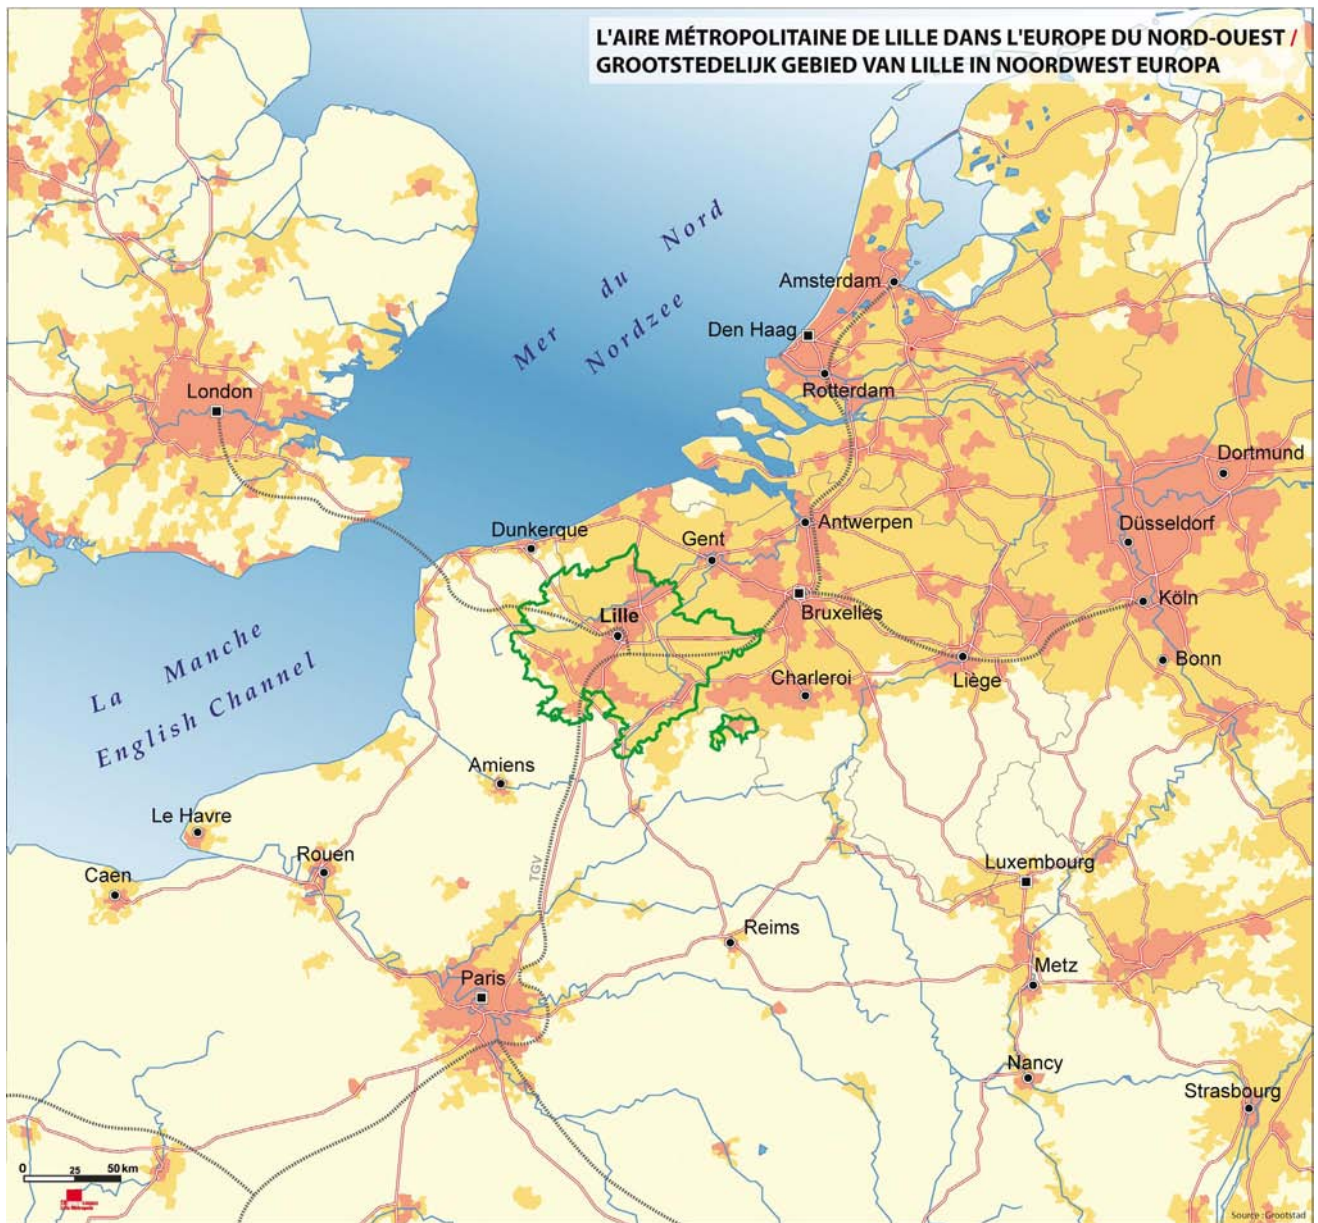 L'AIRE MÉTROPOLITAINE DE LILLE DANS L'EUROPE DU NORD-OUEST /
GROOTSTEDELIJK GEBIED VAN LILLE IN NOORDWEST EUROPA
Mer du Nord
Nordzee
Amsterdam
Den Haag
Rotterdam
London
Dortmund
Antwerpen
Düsseldorf
Dunkerque
Gent
Köln
Bruxelles
Lille
La Manche
English Channel
Bonn
Charleroi
Liège
Amiens
Le Havre
Rouen
Caen
TGV
Luxembourg
Reims
Metz
Paris
Nancy
Strasbourg
0 25 50 km
Lille Métropole
Source : Grootstad